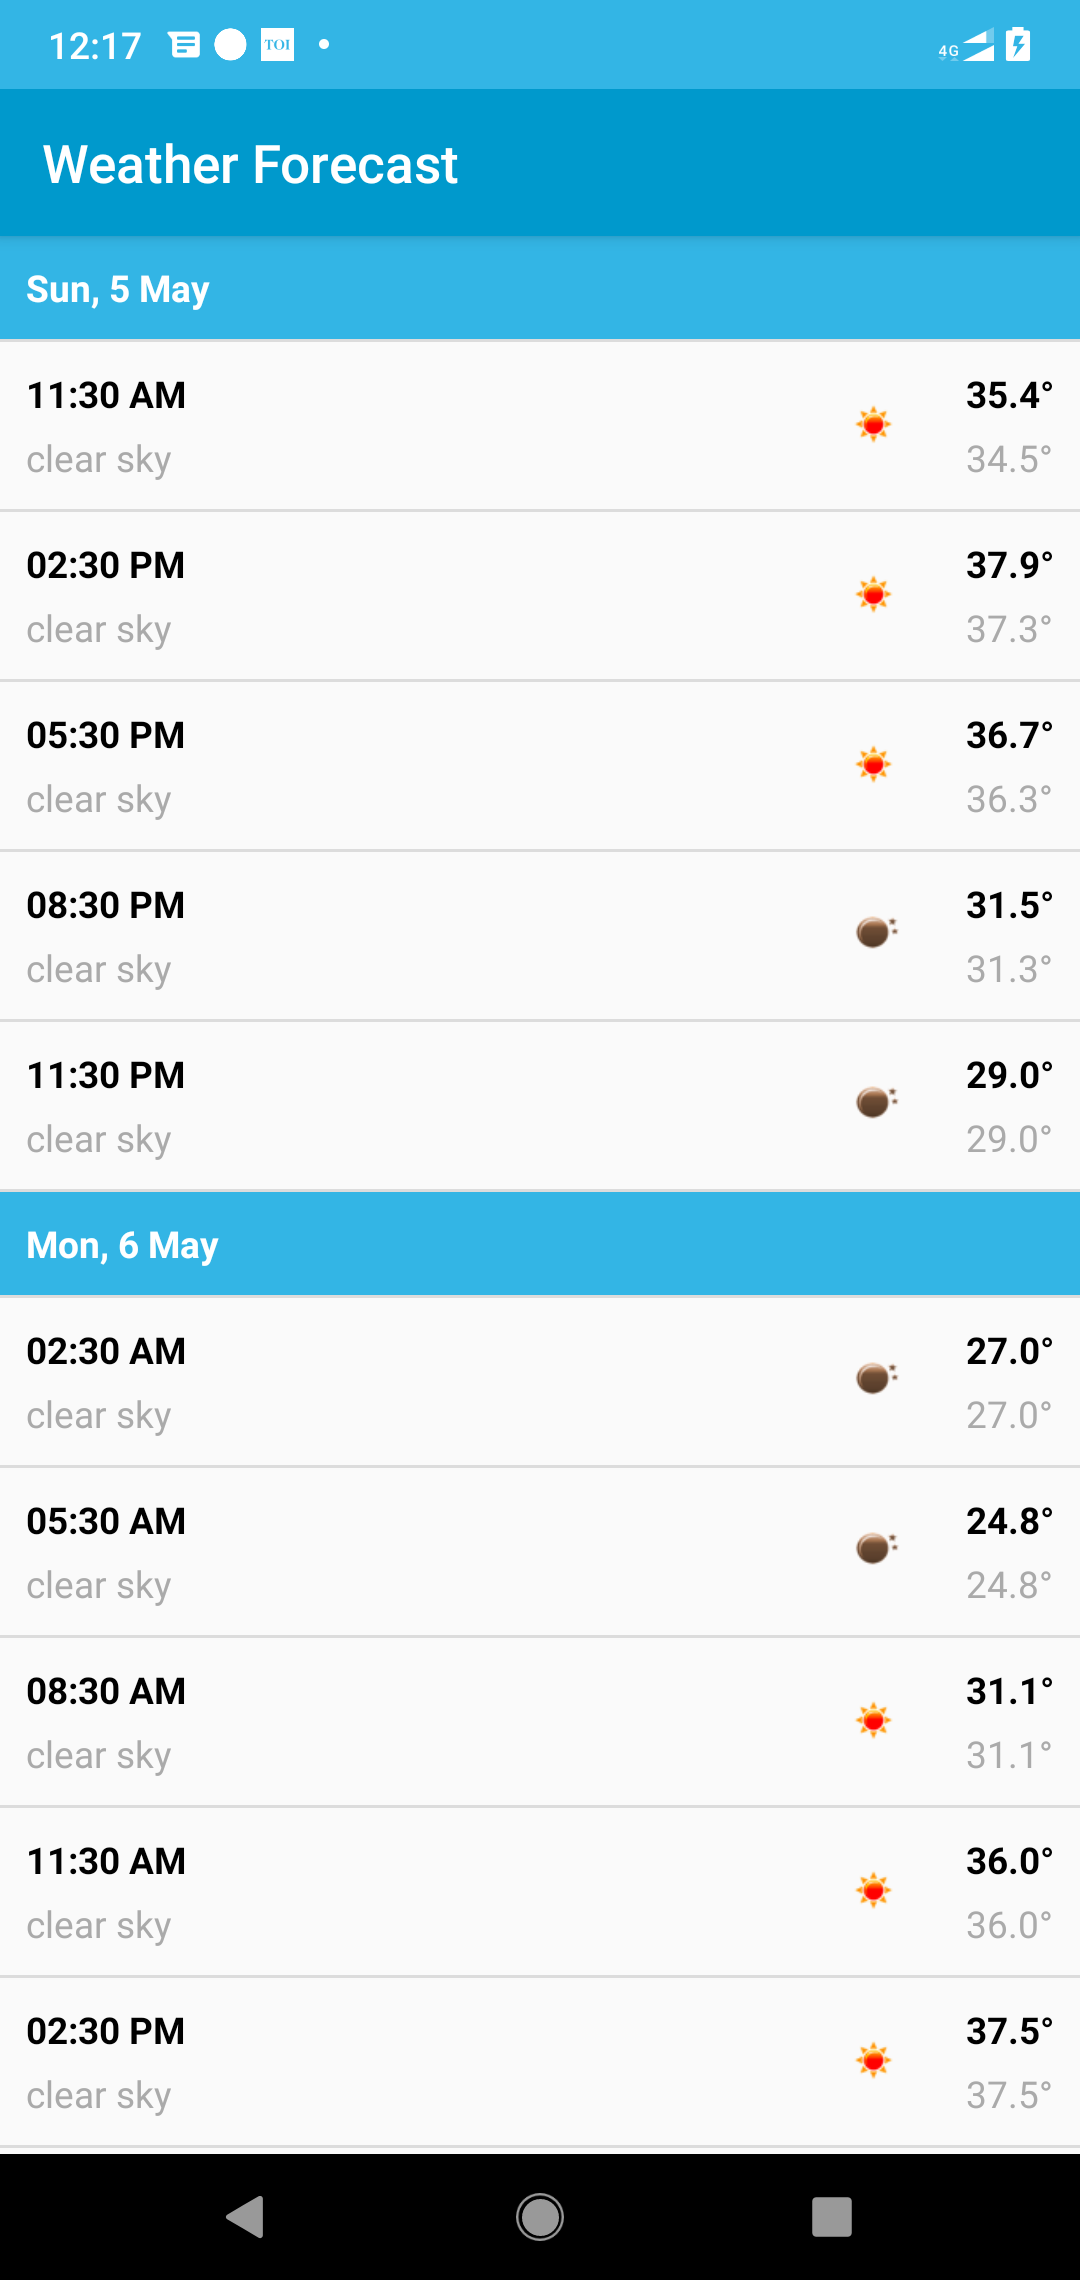 12:17 TOI 4G
Weather Forecast
Sun, 5 May
11:30 AM 35.4°
clear sky 34.5°
02:30 PM 37.9°
clear sky 37.3°
05:30 PM 36.7°
clear sky 36.3°
08:30 PM 31.5°
clear sky 31.3°
11:30 PM 29.0°
clear sky 29.0°
Mon, 6 May
02:30 AM 27.0°
clear sky 27.0°
05:30 AM 24.8°
clear sky 24.8°
08:30 AM 31.1°
clear sky 31.1°
11:30 AM 36.0°
clear sky 36.0°
02:30 PM 37.5°
clear sky 37.5°